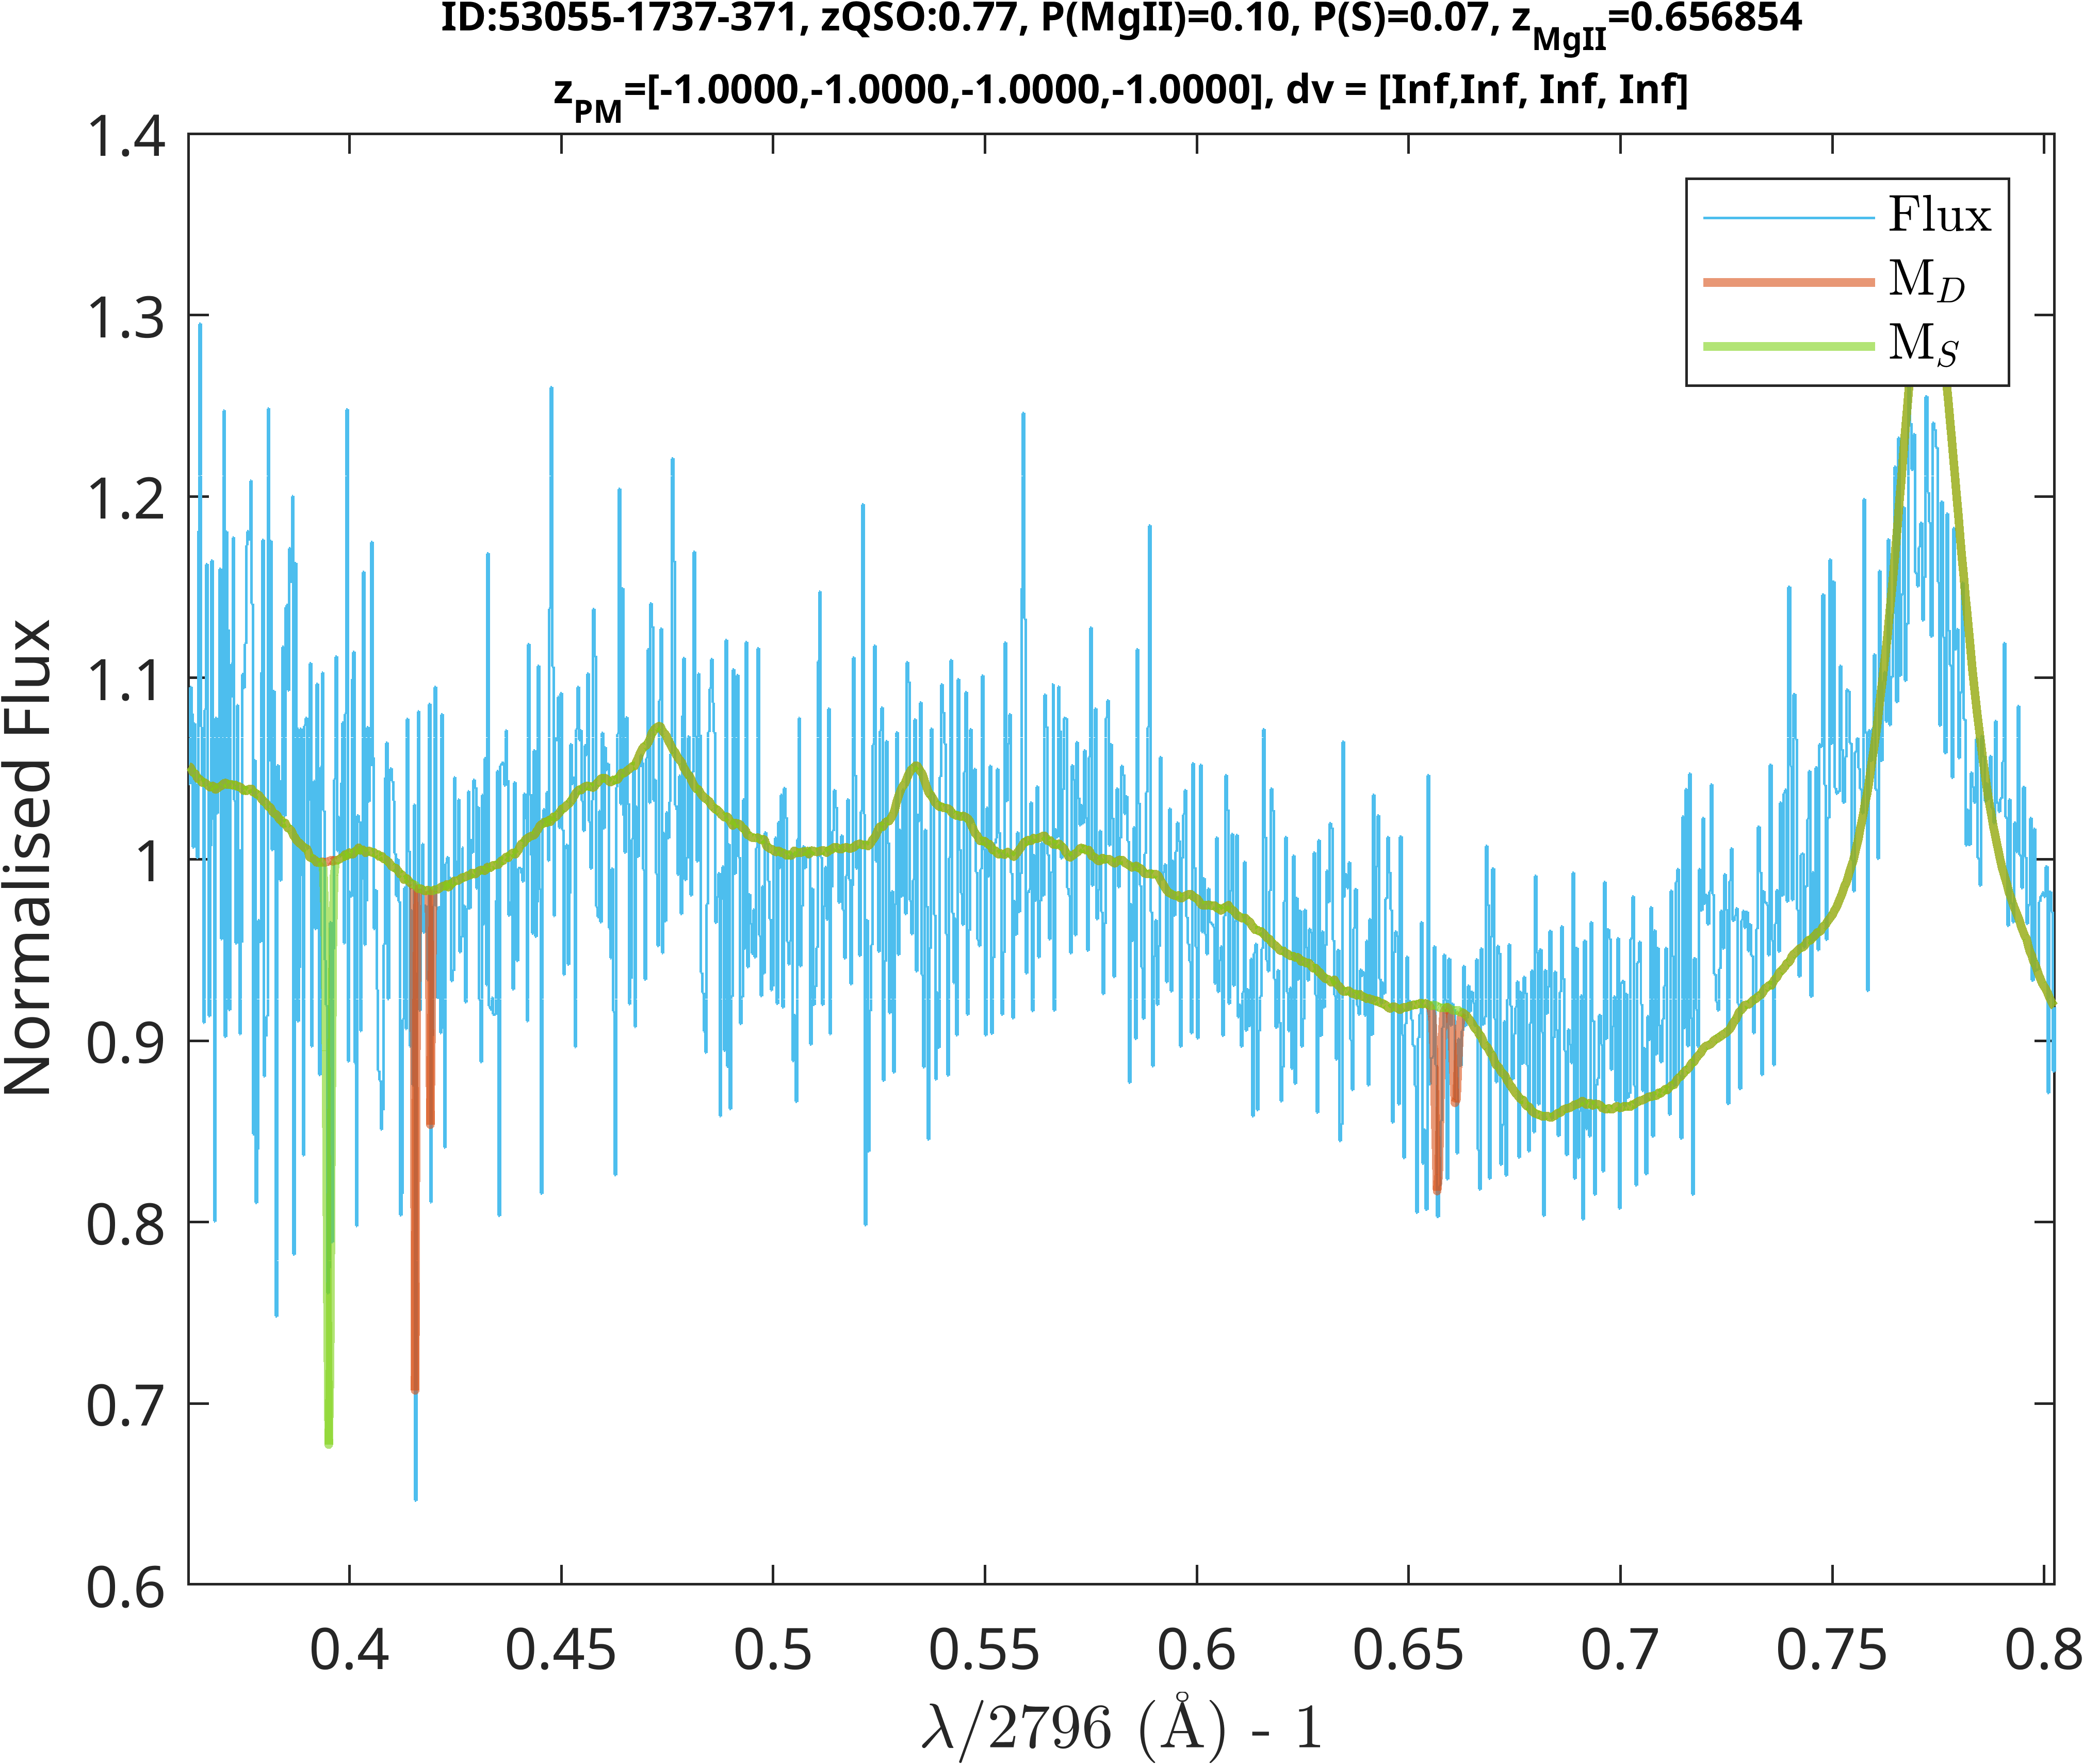 ID:53055-1737-371, zQSO:0.77, P(MgII)=0.10, P(S)=0.07, zMgII=0.656854
zPM=[-1.0000,-1.0000,-1.0000,-1.0000], dv = [Inf,Inf, Inf, Inf]
1.4
1.3
1.2
1.1
1
0.9
0.8
0.7
0.6
Normalised Flux
Flux
MD
MS
0.4 0.45 0.5 0.55 0.6 0.65 0.7 0.75 0.8
λ/2796 (Å) - 1